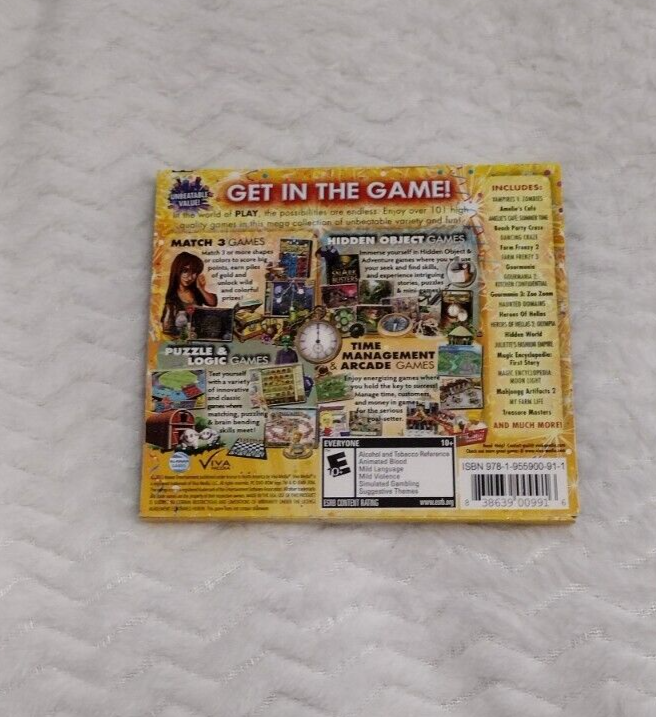 UNBEATABLE
VALUE!
GET IN THE GAME!
In the world of PLAY, the possibilities are endless. Enjoy over 101 high
quality games in this mega collection of unbeatable variety and fun!
MATCH 3 GAMES
Match 3 or more shapes
or colors to score big
points, earn piles
of gold and
unlock wild
and colorful
prizes!
HIDDEN OBJECT GAMES
Immerse yourself in Hidden Object &
Adventure games where you will
put your seek and find skills,
and experience intriguing
stories, puzzles
& mini-games
PUZZLE &
LOGIC GAMES
Test yourself
with a variety
of innovative
and classic
games where
matching, puzzling
& brain bending
skills meet!
TIME
MANAGEMENT
& ARCADE GAMES
Enjoy energizing games where
you hold the key to success!
Manage time, customers,
and money in games
for the serious
goal-setter.
VIVA
MEDIA
EVERYONE 10+
Alcohol and Tobacco Reference
Animated Blood
Mild Language
Mild Violence
Simulated Gambling
Suggestive Themes
ESRB CONTENT RATING www.esrb.org
INCLUDES:
VAMPIRES V. ZOMBIES
Amelie's Cafe
AMELIE'S CAFE: SUMMER TIME
Beach Party Craze
DANCING CRAZE
Farm Frenzy 2
FARM FRENZY 3
Gourmania
GOURMANIA 2:
KITCHEN CONFIDENTIAL
Gourmania 3: Zoo Zoom
HAUNTED DOMAINS
Heroes Of Hellas
HEROES OF HELLAS 2: OLYMPIA
Hidden World
JULIETTE'S FASHION EMPIRE
Magic Encyclopedia:
First Story
MAGIC ENCYCLOPEDIA
MOON LIGHT
Mahjongg Artifacts 2
MY FARM LIFE
Treasure Masters
AND MUCH MORE!
ISBN 978-1-955900-91-1
8 38639 00991 6